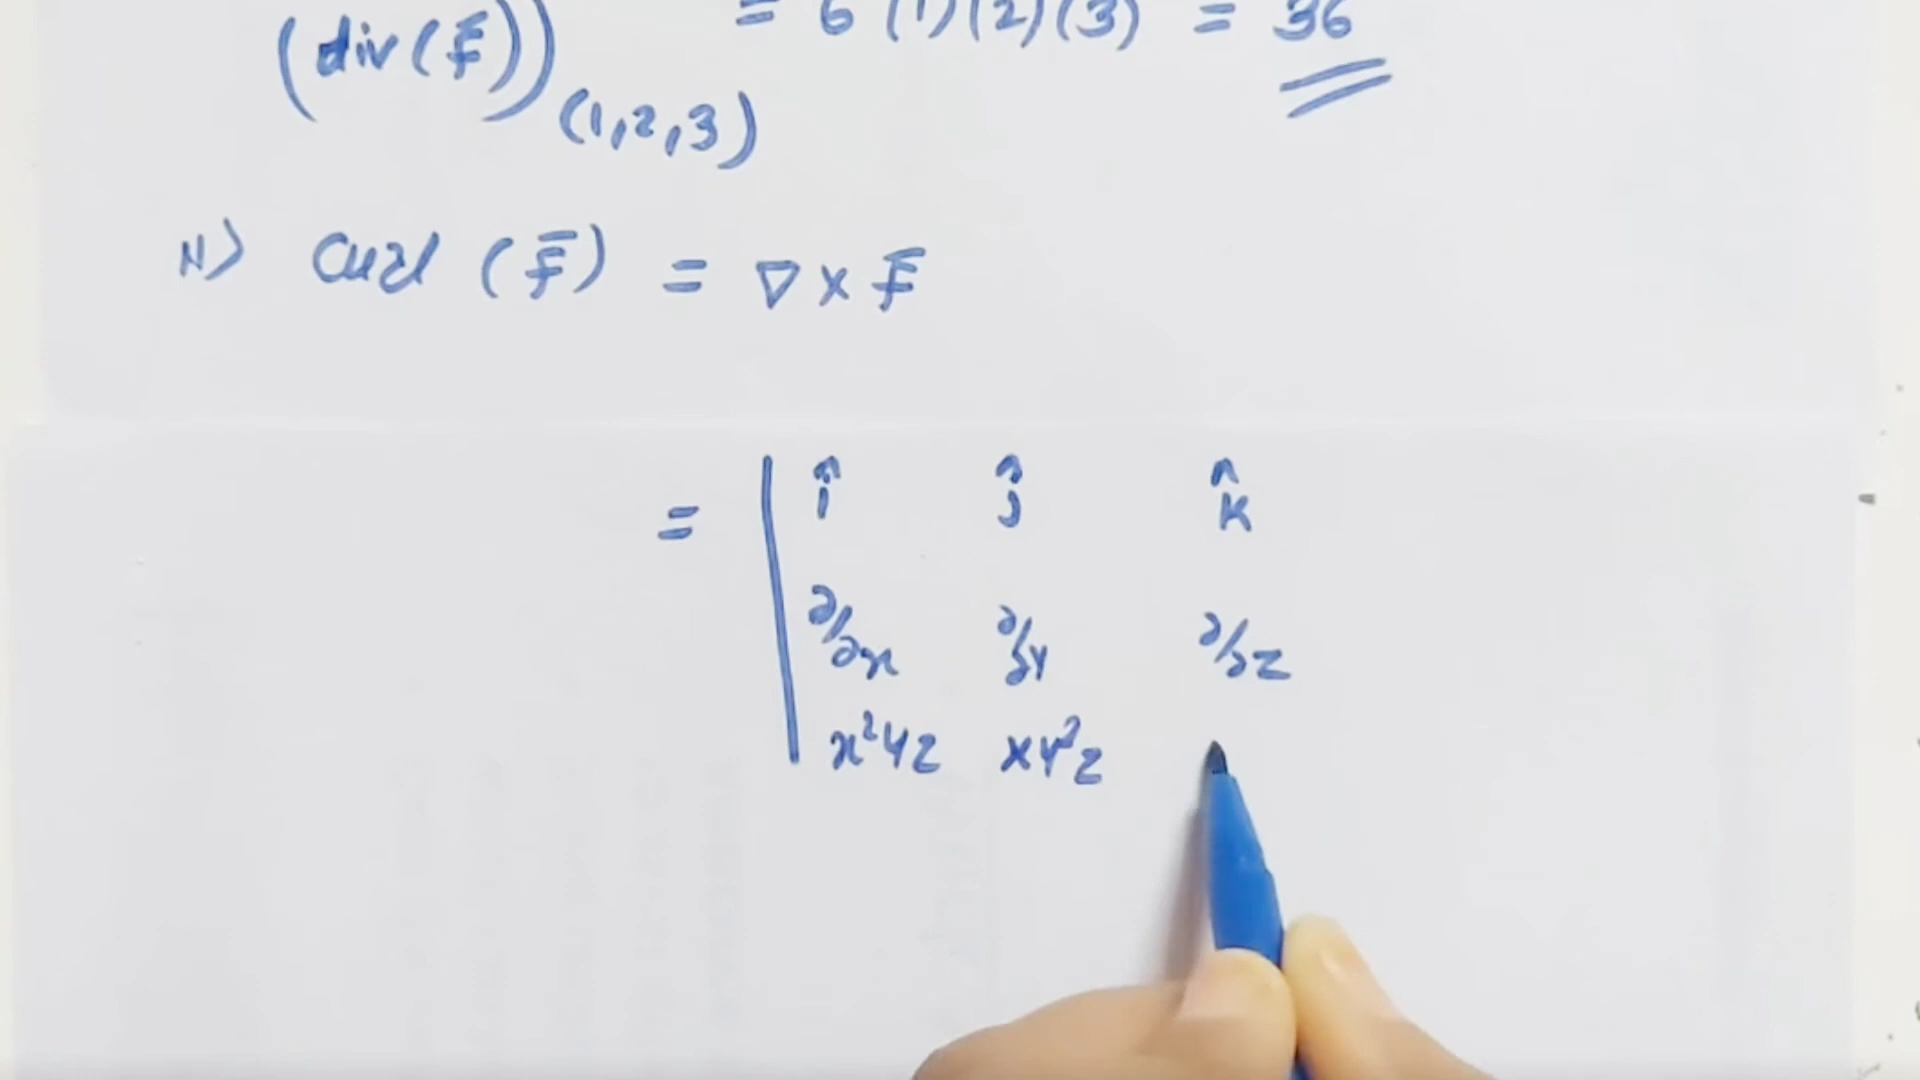 (div(F̄))(1,2,3) = 6 (1)(2)(3) = 36
ii) Curl (F̄) = ∇ × F̄
= | î ĵ k̂
∂/∂x ∂/∂y ∂/∂z
x²yz xy²z